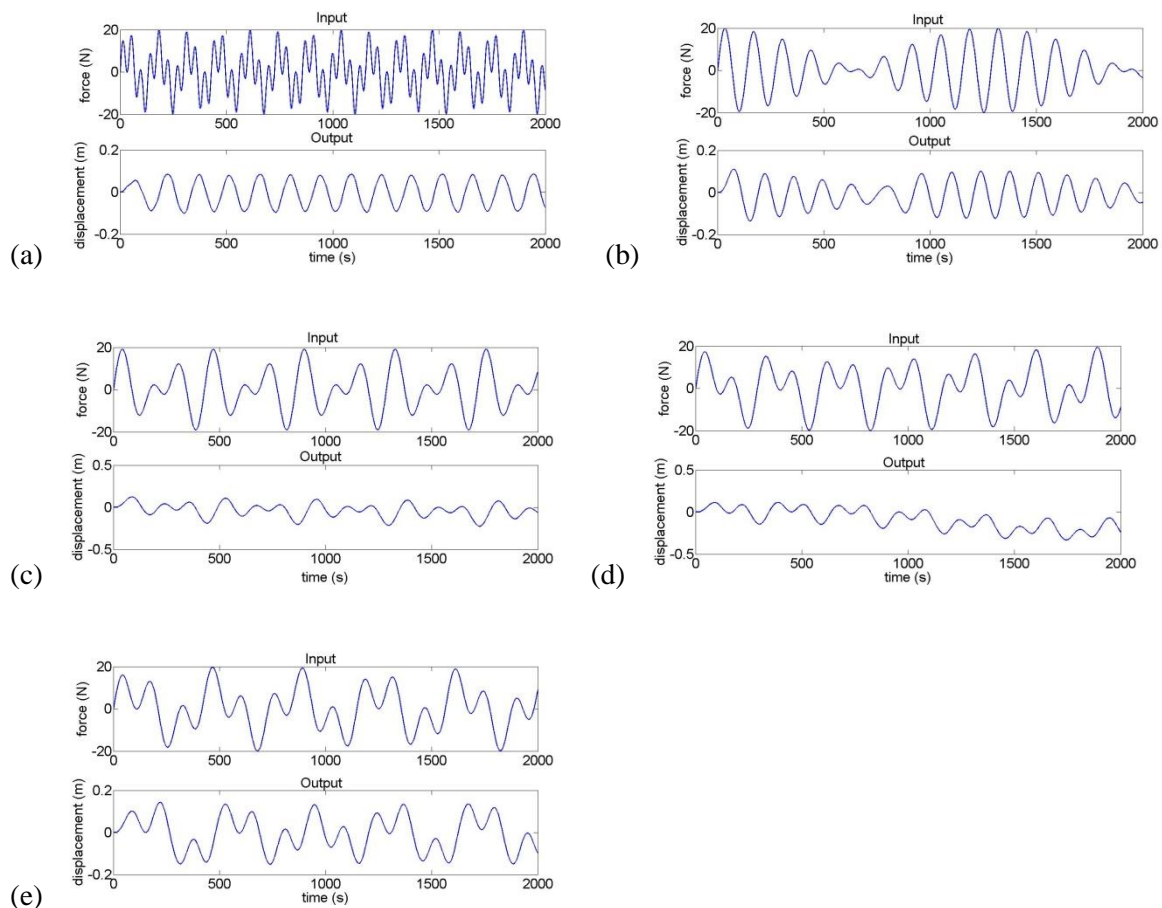 Input
force (N)
20
0
-20
0 500 1000 1500 2000
Output
displacement (m)
0.2
0
-0.2
0 500 1000 1500 2000
time (s)
(a)
Input
force (N)
20
0
-20
0 500 1000 1500 2000
Output
displacement (m)
0.2
0
-0.2
0 500 1000 1500 2000
time (s)
(b)
Input
force (N)
20
0
-20
0 500 1000 1500 2000
Output
displacement (m)
0.5
0
-0.5
0 500 1000 1500 2000
time (s)
(c)
Input
force (N)
20
0
-20
0 500 1000 1500 2000
Output
displacement (m)
0.5
0
-0.5
0 500 1000 1500 2000
time (s)
(d)
Input
force (N)
20
0
-20
0 500 1000 1500 2000
Output
displacement (m)
0.2
0
-0.2
0 500 1000 1500 2000
time (s)
(e)